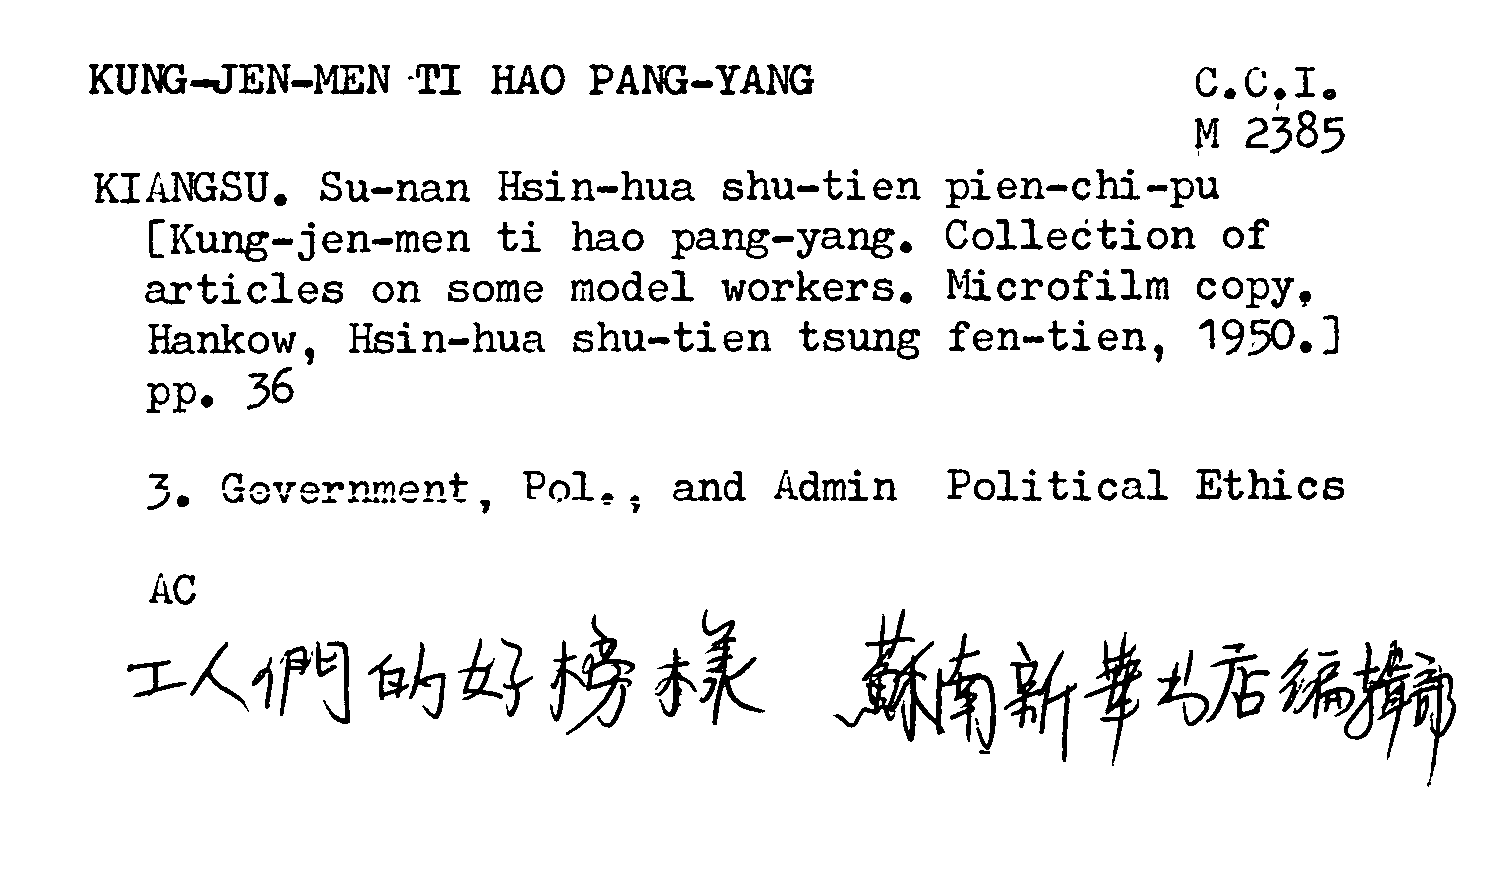 KUNG-JEN-MEN TI HAO PANG-YANG C.C.I.
M 2385
KIANGSU. Su-nan Hsin-hua shu-tien pien-chi-pu
[Kung-jen-men ti hao pang-yang. Collection of
articles on some model workers. Microfilm copy,
Hankow, Hsin-hua shu-tien tsung fen-tien, 1950.]
pp. 36
3. Government, Pol., and Admin Political Ethics
AC
工人們的好榜樣 蘇南新華书店编輯部